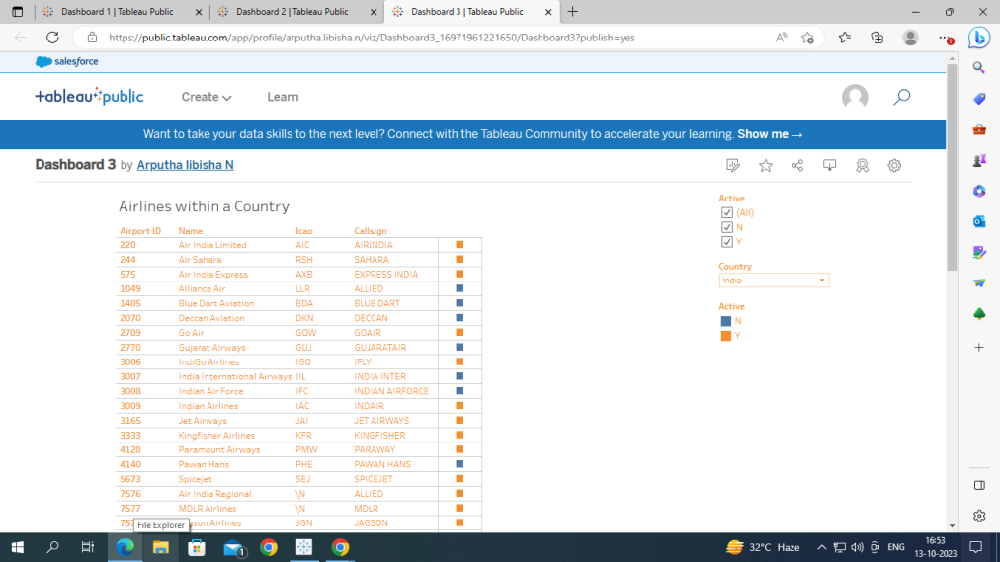 Dashboard 1 | Tableau Public
Dashboard 2 | Tableau Public
Dashboard 3 | Tableau Public
https://public.tableau.com/app/profile/arputha.libisha.n/viz/Dashboard3_16971961221650/Dashboard3?publish=yes
salesforce
tableau public
Create
Learn
Want to take your data skills to the next level? Connect with the Tableau Community to accelerate your learning. Show me →
Dashboard 3 by Arputha libisha N
Airlines within a Country
Airport ID Name Icao Callsign
220 Air India Limited AIC AIRINDIA
244 Air Sahara RSH SAHARA
575 Air India Express AXB EXPRESS INDIA
1049 Alliance Air LLR ALLIED
1405 Blue Dart Aviation BDA BLUE DART
2070 Deccan Aviation DKN DECCAN
2709 Go Air GOW GOAIR
2770 Gujarat Airways GUJ GUJARATAIR
3006 IndiGo Airlines IGO IFLY
3007 India International Airways IIL INDIA INTER
3008 Indian Air Force IFC INDIAN AIRFORCE
3009 Indian Airlines IAC INDAIR
3165 Jet Airways JAI JET AIRWAYS
3333 Kingfisher Airlines KFR KINGFISHER
4128 Paramount Airways PMW PARAWAY
4140 Pawan Hans PHE PAWAN HANS
5673 Spicejet SEJ SPICEJET
7576 Air India Regional \N ALLIED
7577 MDLR Airlines \N MDLR
Airlines JGN JAGSON
Active
(All)
N
Y
Country
india
Active
N
Y
File Explorer
1
32°C Haze
ENG
16:53
13-10-2023